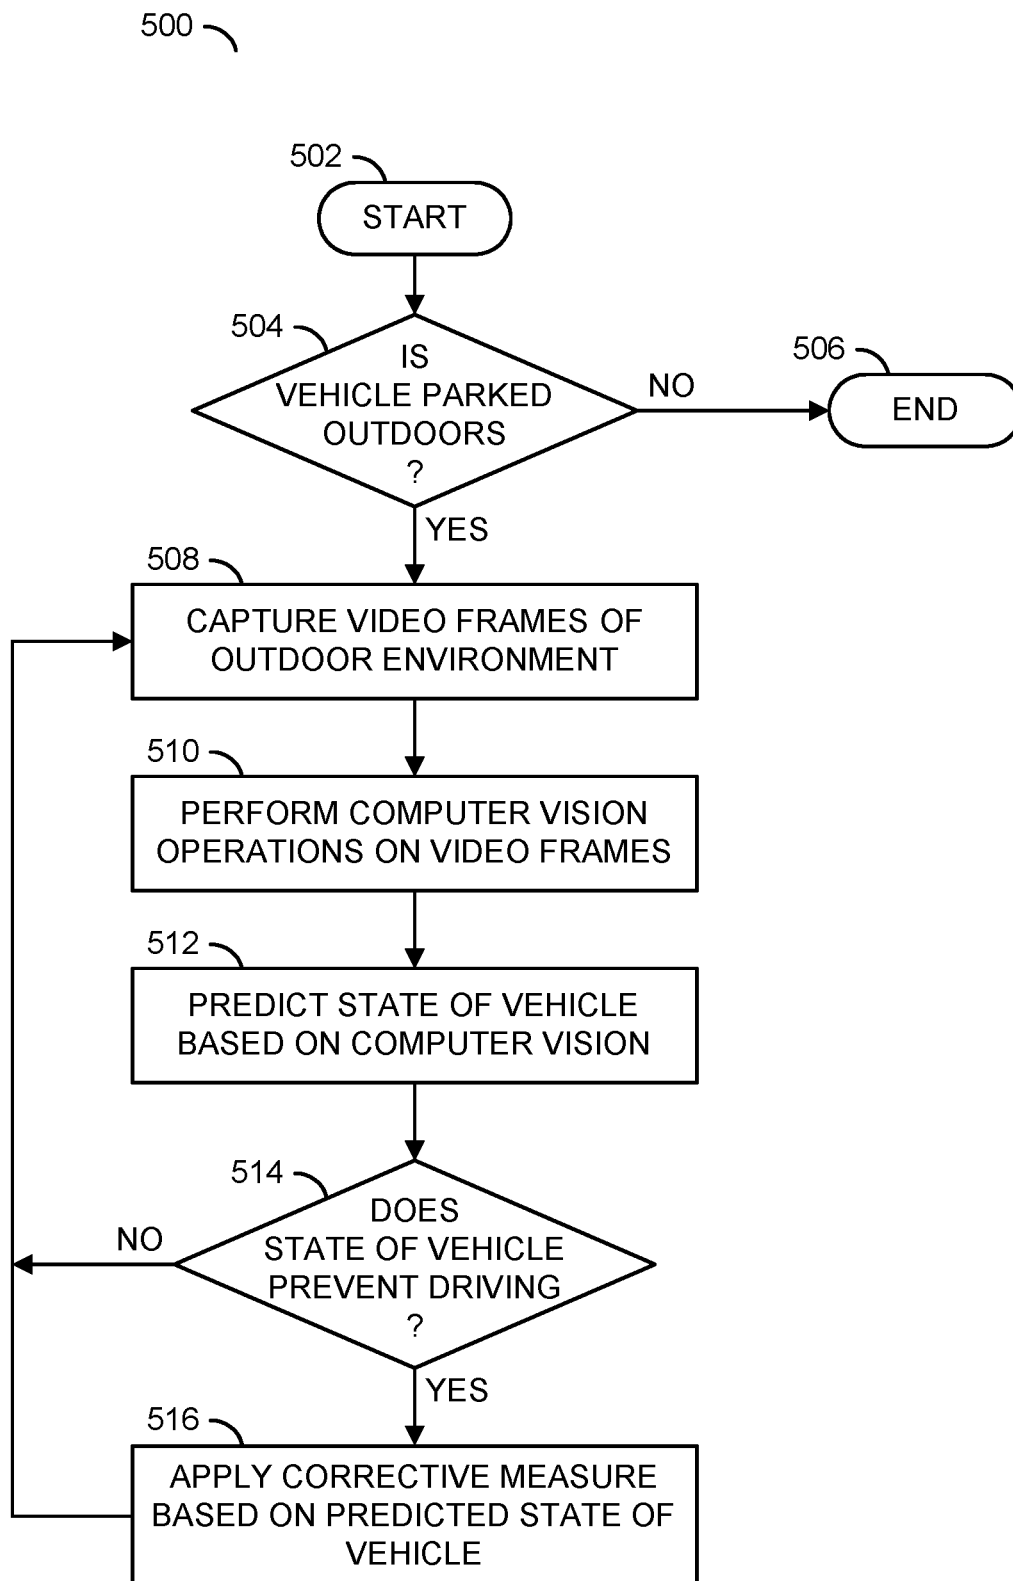 500
502
START
504
IS
VEHICLE PARKED
OUTDOORS
?
NO
506
END
YES
508
CAPTURE VIDEO FRAMES OF
OUTDOOR ENVIRONMENT
510
PERFORM COMPUTER VISION
OPERATIONS ON VIDEO FRAMES
512
PREDICT STATE OF VEHICLE
BASED ON COMPUTER VISION
514
DOES
STATE OF VEHICLE
PREVENT DRIVING
?
NO
YES
516
APPLY CORRECTIVE MEASURE
BASED ON PREDICTED STATE OF
VEHICLE